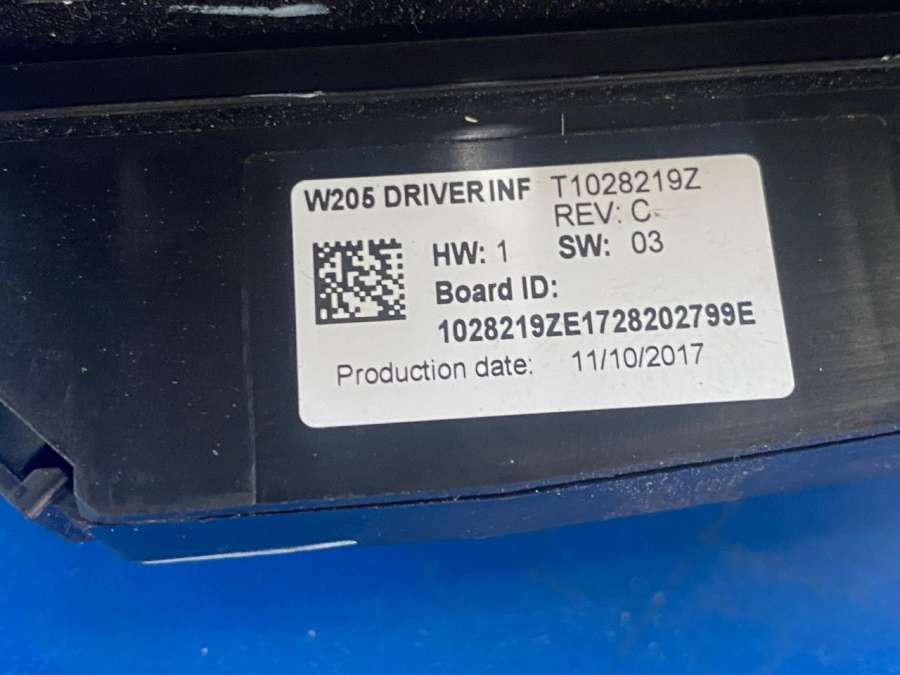 W205 DRIVER INF T1028219Z
REV: C
HW: 1 SW: 03
Board ID:
1028219ZE1728202799E
Production date: 11/10/2017